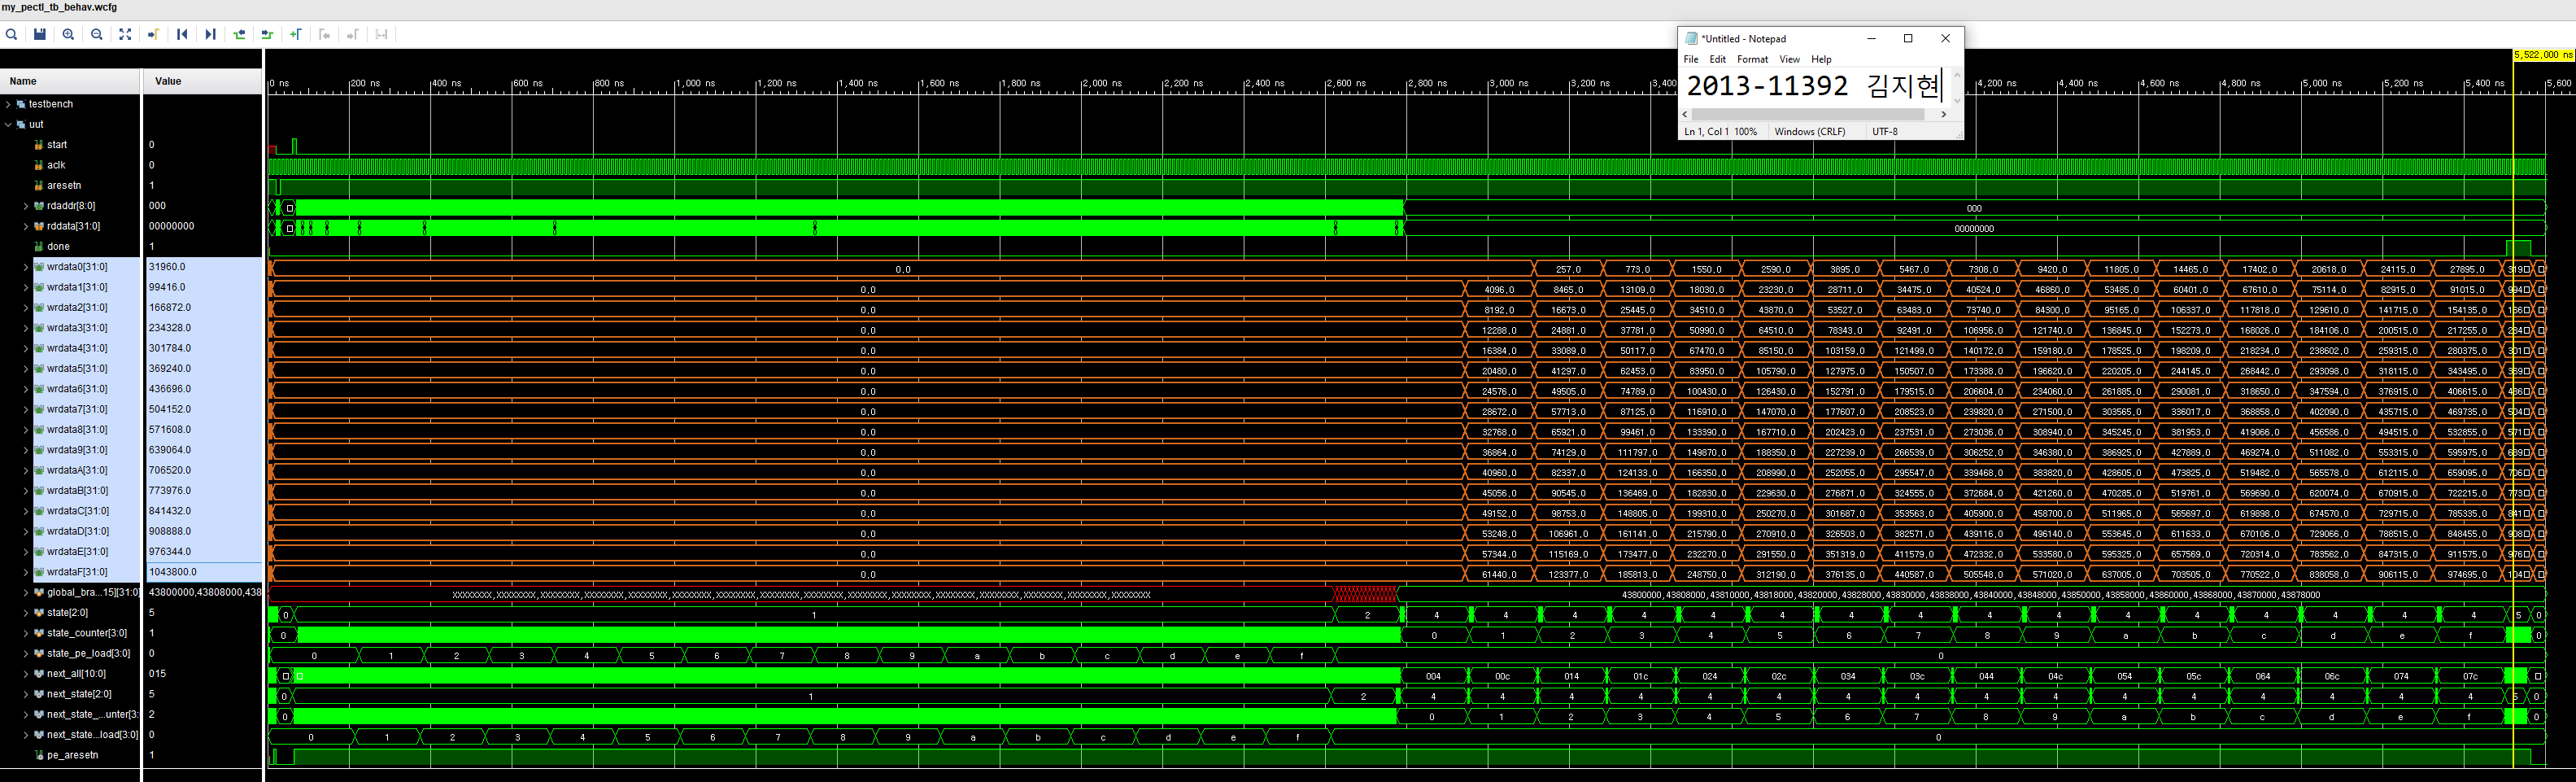 my_pectl_tb_behav.wcfg
*Untitled - Notepad
File Edit Format View Help
2013-11392 김지현
Ln 1, Col 1 100% Windows (CRLF) UTF-8
5,522,000 ns
Name Value
0 ns 200 ns 400 ns 600 ns 800 ns 1,000 ns 1,200 ns 1,400 ns 1,600 ns 1,800 ns 2,000 ns 2,200 ns 2,400 ns 2,600 ns 2,800 ns 3,000 ns 3,200 ns 3,400 4,200 ns 4,400 ns 4,600 ns 4,800 ns 5,000 ns 5,200 ns 5,400 ns 5,600
testbench
uut
start 0
aclk 0
aresetn 1
rdaddr[8:0] 000 000
rddata[31:0] 00000000 00000000
done 1
wrdata0[31:0] 31960.0 0.0 257.0 773.0 1550.0 2590.0 3895.0 5467.0 7308.0 9420.0 11805.0 14465.0 17402.0 20618.0 24115.0 27895.0
wrdata1[31:0] 99416.0 0.0 4096.0 8465.0 13109.0 18030.0 23230.0 28711.0 34475.0 40524.0 46860.0 53485.0 60401.0 67610.0 75114.0 82915.0 91015.0
wrdata2[31:0] 166872.0 0.0 8192.0 16673.0 25445.0 34510.0 43870.0 53527.0 63483.0 73740.0 84300.0 95165.0 106337.0 117818.0 129610.0 141715.0 154135.0
wrdata3[31:0] 234328.0 0.0 12288.0 24881.0 37781.0 50990.0 64510.0 78343.0 92491.0 106956.0 121740.0 136845.0 152273.0 168026.0 184106.0 200515.0 217255.0
wrdata4[31:0] 301784.0 0.0 16384.0 33089.0 50117.0 67470.0 85150.0 103159.0 121499.0 140172.0 159180.0 178525.0 198209.0 218234.0 238602.0 259315.0 280375.0
wrdata5[31:0] 369240.0 0.0 20480.0 41297.0 62453.0 83950.0 105790.0 127975.0 150507.0 173388.0 196620.0 220205.0 244145.0 268442.0 293098.0 318115.0 343495.0
wrdata6[31:0] 436696.0 0.0 24576.0 49505.0 74789.0 100430.0 126430.0 152791.0 179515.0 206604.0 234060.0 261885.0 290081.0 318650.0 347594.0 376915.0 406615.0
wrdata7[31:0] 504152.0 0.0 28672.0 57713.0 87125.0 116910.0 147070.0 177607.0 208523.0 239820.0 271500.0 303565.0 336017.0 368858.0 402090.0 435715.0 469735.0
wrdata8[31:0] 571608.0 0.0 32768.0 65921.0 99461.0 133390.0 167710.0 202423.0 237531.0 273036.0 308940.0 345245.0 381953.0 419066.0 456586.0 494515.0 532855.0
wrdata9[31:0] 639064.0 0.0 36864.0 74129.0 111797.0 149870.0 188350.0 227239.0 266539.0 306252.0 346380.0 386925.0 427889.0 469274.0 511082.0 553315.0 595975.0
wrdataA[31:0] 706520.0 0.0 40960.0 82337.0 124133.0 166350.0 208990.0 252055.0 295547.0 339468.0 383820.0 428605.0 473825.0 519482.0 565578.0 612115.0 659095.0
wrdataB[31:0] 773976.0 0.0 45056.0 90545.0 136469.0 182830.0 229630.0 276871.0 324555.0 372684.0 421260.0 470285.0 519761.0 569690.0 620074.0 670915.0 722215.0
wrdataC[31:0] 841432.0 0.0 49152.0 98753.0 148805.0 199310.0 250270.0 301687.0 353563.0 405900.0 458700.0 511965.0 565697.0 619898.0 674570.0 729715.0 785335.0
wrdataD[31:0] 908888.0 0.0 53248.0 106961.0 161141.0 215790.0 270910.0 326503.0 382571.0 439116.0 496140.0 553645.0 611633.0 670106.0 729066.0 788515.0 848455.0
wrdataE[31:0] 976344.0 0.0 57344.0 115169.0 173477.0 232270.0 291550.0 351319.0 411579.0 472332.0 533580.0 595325.0 657569.0 720314.0 783562.0 847315.0 911575.0
wrdataF[31:0] 1043800.0 0.0 61440.0 123377.0 185813.0 248750.0 312190.0 376135.0 440587.0 505548.0 571020.0 637005.0 703505.0 770522.0 838058.0 906115.0 974695.0
global_bra...15][31:0] 43800000,43808000,438 XXXXXXXX,XXXXXXXX,XXXXXXXX,XXXXXXXX,XXXXXXXX,XXXXXXXX,XXXXXXXX,XXXXXXXX,XXXXXXXX,XXXXXXXX,XXXXXXXX,XXXXXXXX,XXXXXXXX,XXXXXXXX,XXXXXXXX,XXXXXXXX 43800000,43808000,43810000,43818000,43820000,43828000,43830000,43838000,43840000,43848000,43850000,43858000,43860000,43868000,43870000,43878000
state[2:0] 5 0 1 2 4 4 4 4 4 4 4 4 4 4 4 4 4 4 4 4 5 0
state_counter[3:0] 1 0 0 1 2 3 4 5 6 7 8 9 a b c d e f 0
state_pe_load[3:0] 0 0 1 2 3 4 5 6 7 8 9 a b c d e f 0
next_all[10:0] 015 004 00c 014 01c 024 02c 034 03c 044 04c 054 05c 064 06c 074 07c
next_state[2:0] 5 0 1 2 4 4 4 4 4 4 4 4 4 4 4 4 4 4 4 4 5 0
next_state_...unter[3: 2 0 0 1 2 3 4 5 6 7 8 9 a b c d e f 0
next_state...load[3:0] 0 0 1 2 3 4 5 6 7 8 9 a b c d e f 0
pe_aresetn 1